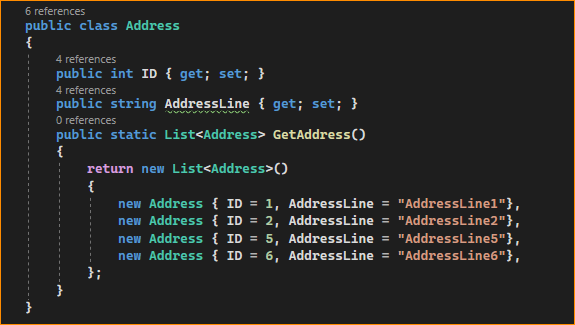 6 references
public class Address
{
4 references
public int ID { get; set; }
4 references
public string AddressLine { get; set; }
0 references
public static List<Address> GetAddress()
{
return new List<Address>()
{
new Address { ID = 1, AddressLine = "AddressLine1"},
new Address { ID = 2, AddressLine = "AddressLine2"},
new Address { ID = 5, AddressLine = "AddressLine5"},
new Address { ID = 6, AddressLine = "AddressLine6"},
};
}
}